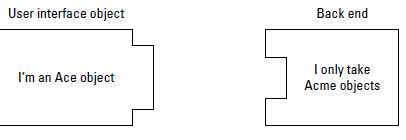 User interface object
Back end
I'm an Ace object
I only take
Acme objects